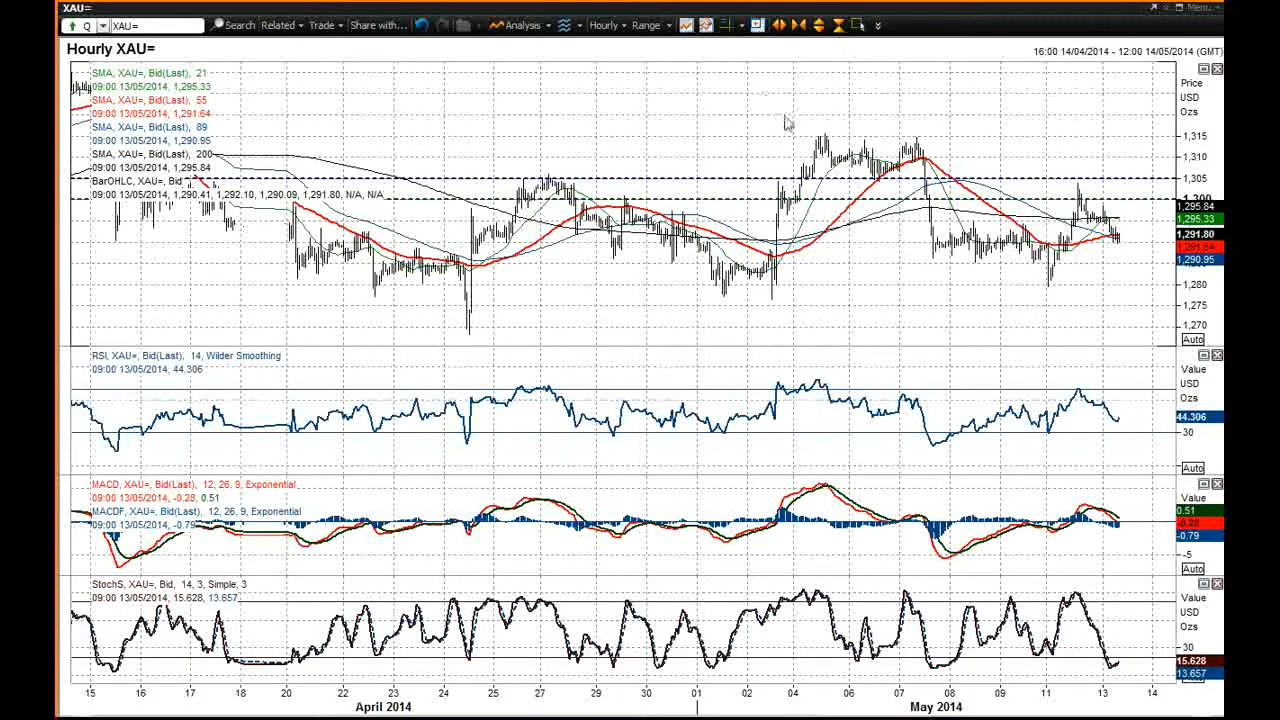 XAU=
Menu
Q XAU= Search Related Trade Share with... Analysis Hourly Range
Hourly XAU=
16:00 14/04/2014 - 12:00 14/05/2014 (GMT)
SMA, XAU=, Bid(Last), 21
09:00 13/05/2014, 1,295.33
SMA, XAU=, Bid(Last), 55
09:00 13/05/2014, 1,291.64
SMA, XAU=, Bid(Last), 89
09:00 13/05/2014, 1,290.95
SMA, XAU=, Bid(Last), 200
09:00 13/05/2014, 1,295.84
BarOHLC, XAU=, Bid
09:00 13/05/2014, 1,290.41, 1,292.10, 1,290.09, 1,291.80, N/A, N/A
Price
USD
Ozs
1,315
1,310
1,305
1,300
1,295.84
1,295.33
1,291.80
1,291.64
1,290.95
1,280
1,275
1,270
Auto
RSI, XAU=, Bid(Last), 14, Wilder Smoothing
09:00 13/05/2014, 44.306
Value
USD
Ozs
44.306
30
Auto
MACD, XAU=, Bid(Last), 12, 26, 9, Exponential
09:00 13/05/2014, -0.28, 0.51
MACDF, XAU=, Bid(Last), 12, 26, 9, Exponential
09:00 13/05/2014, -0.79
Value
0.51
-0.28
-0.79
-5
Auto
StochS, XAU=, Bid, 14, 3, Simple, 3
09:00 13/05/2014, 15.628, 13.657
Value
USD
Ozs
30
15.628
13.657
15 16 17 20 22 23 24 25 27 29 30 01 02 04 06 07 08 09 11 13 14
April 2014 May 2014